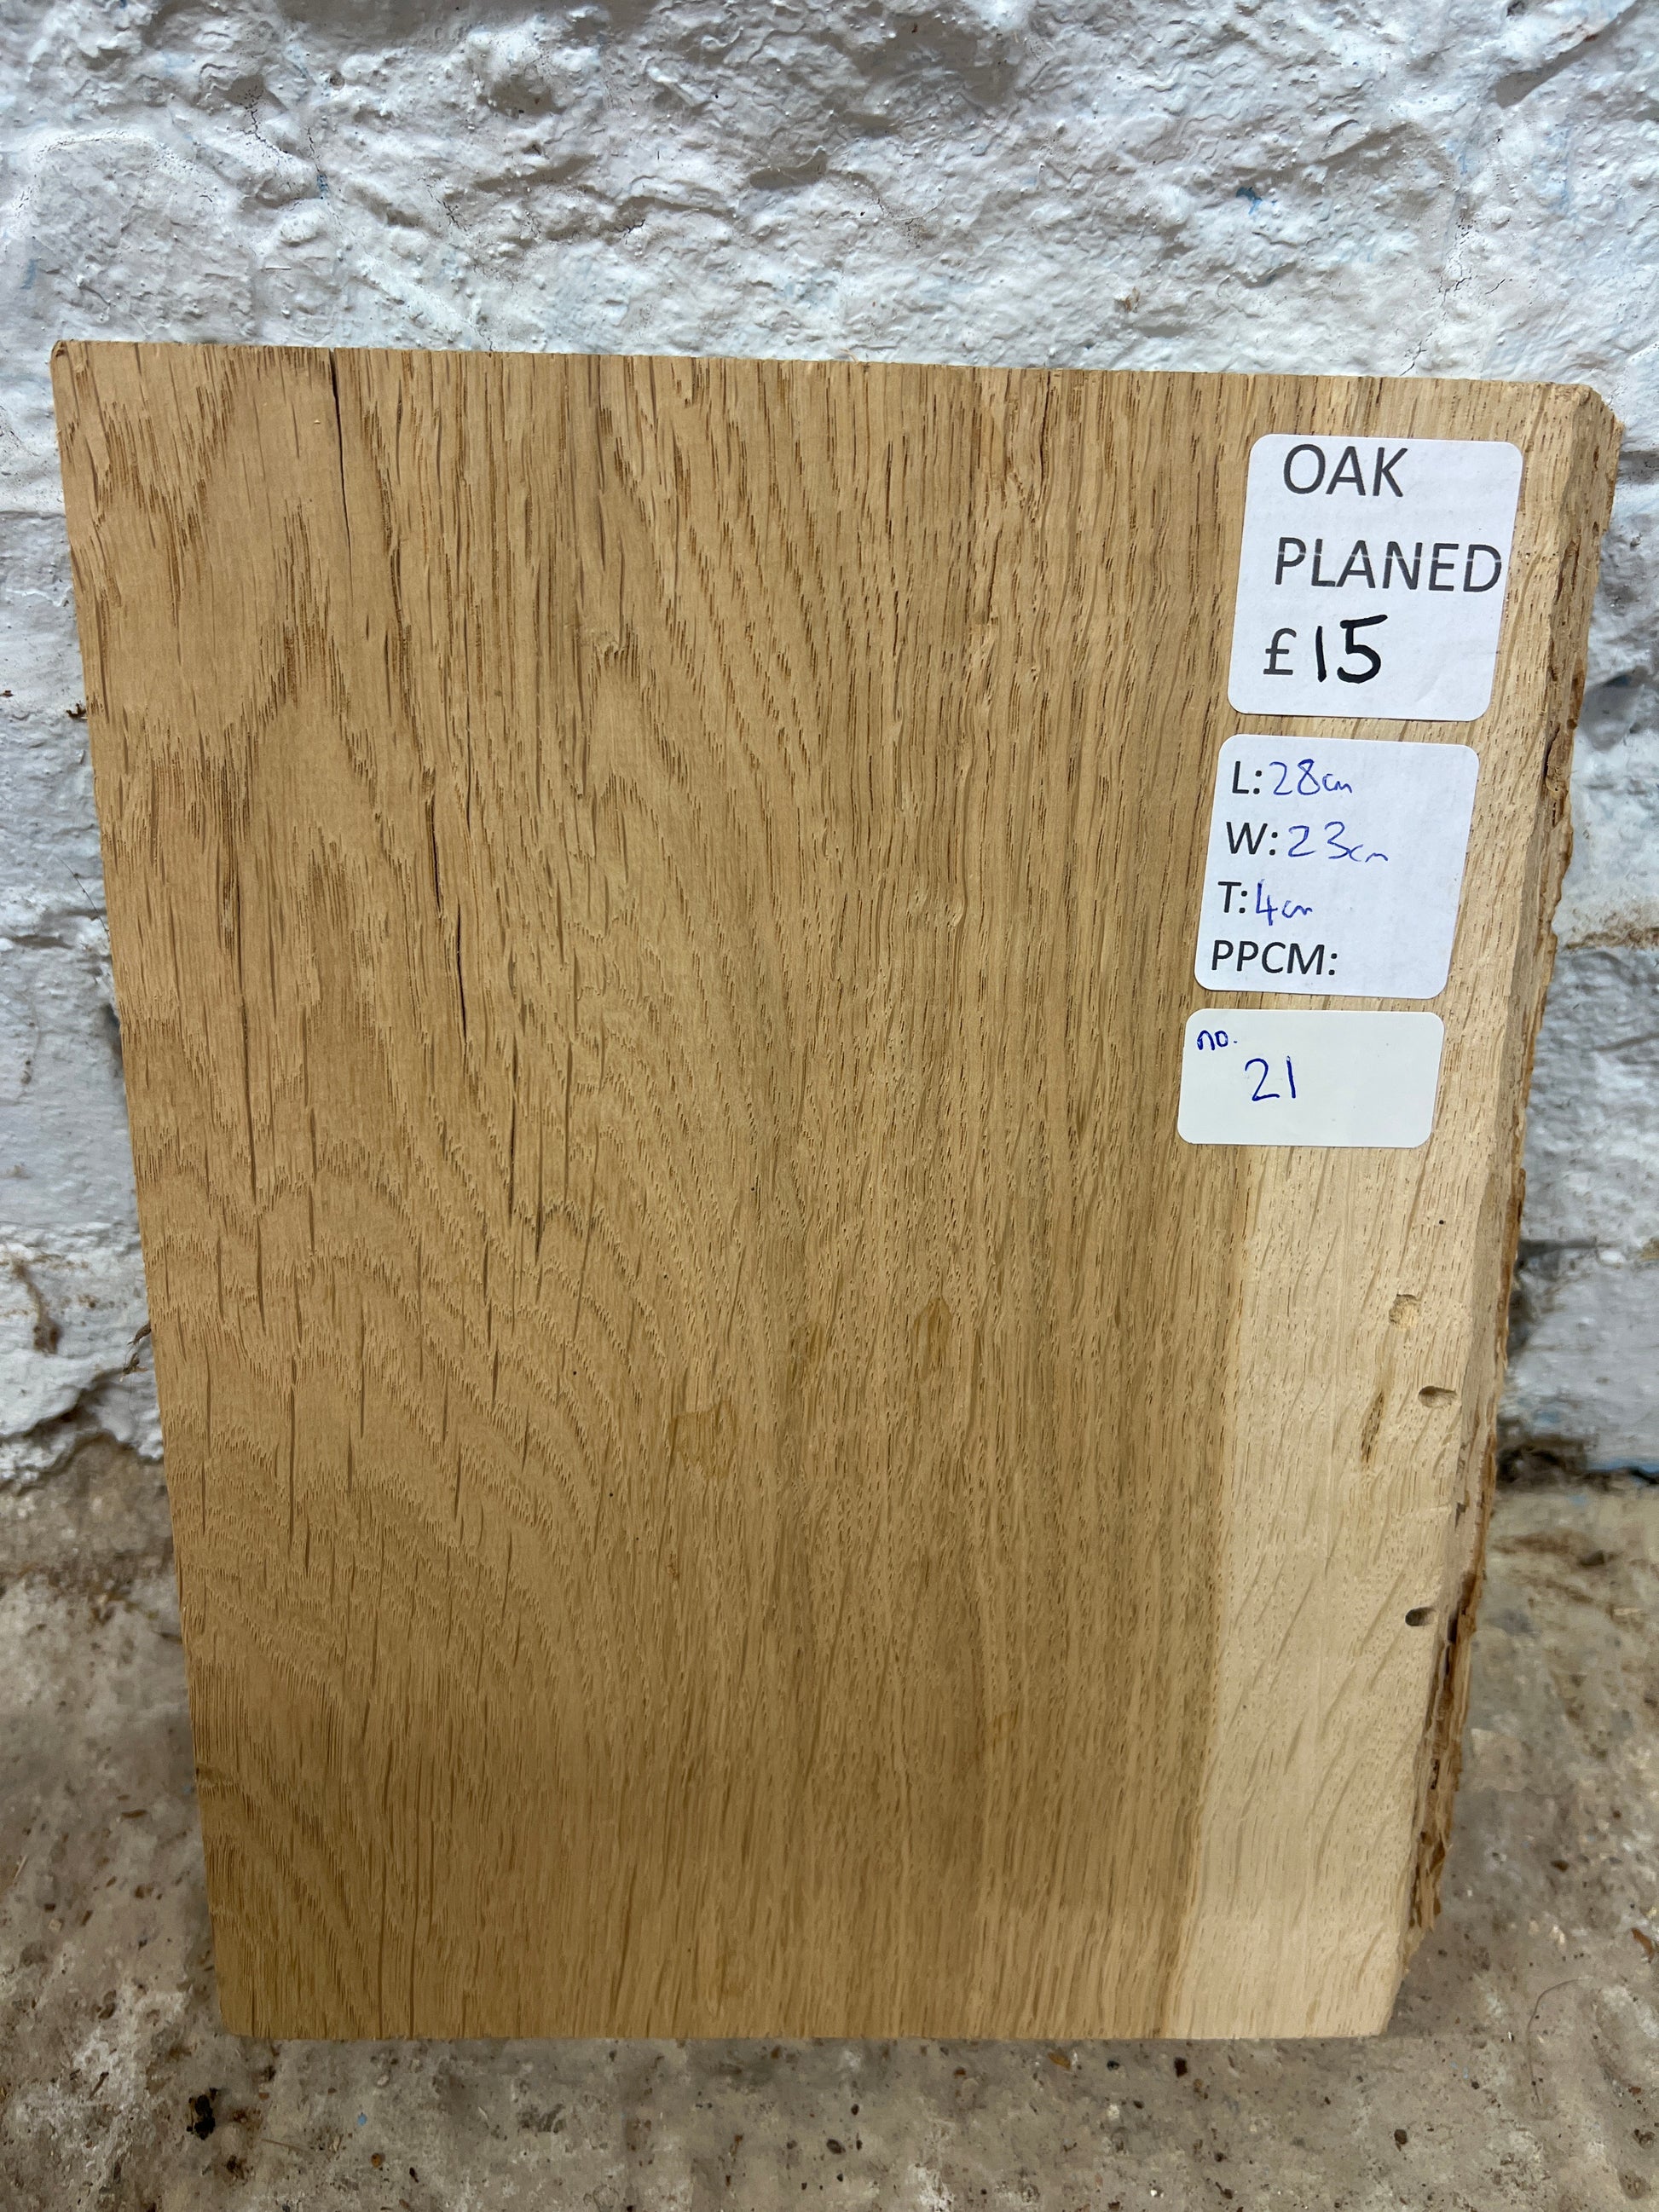 OAK
PLANED
£15
L: 28cm
W: 23cm
T: 4cm
PPCM:
no.
21